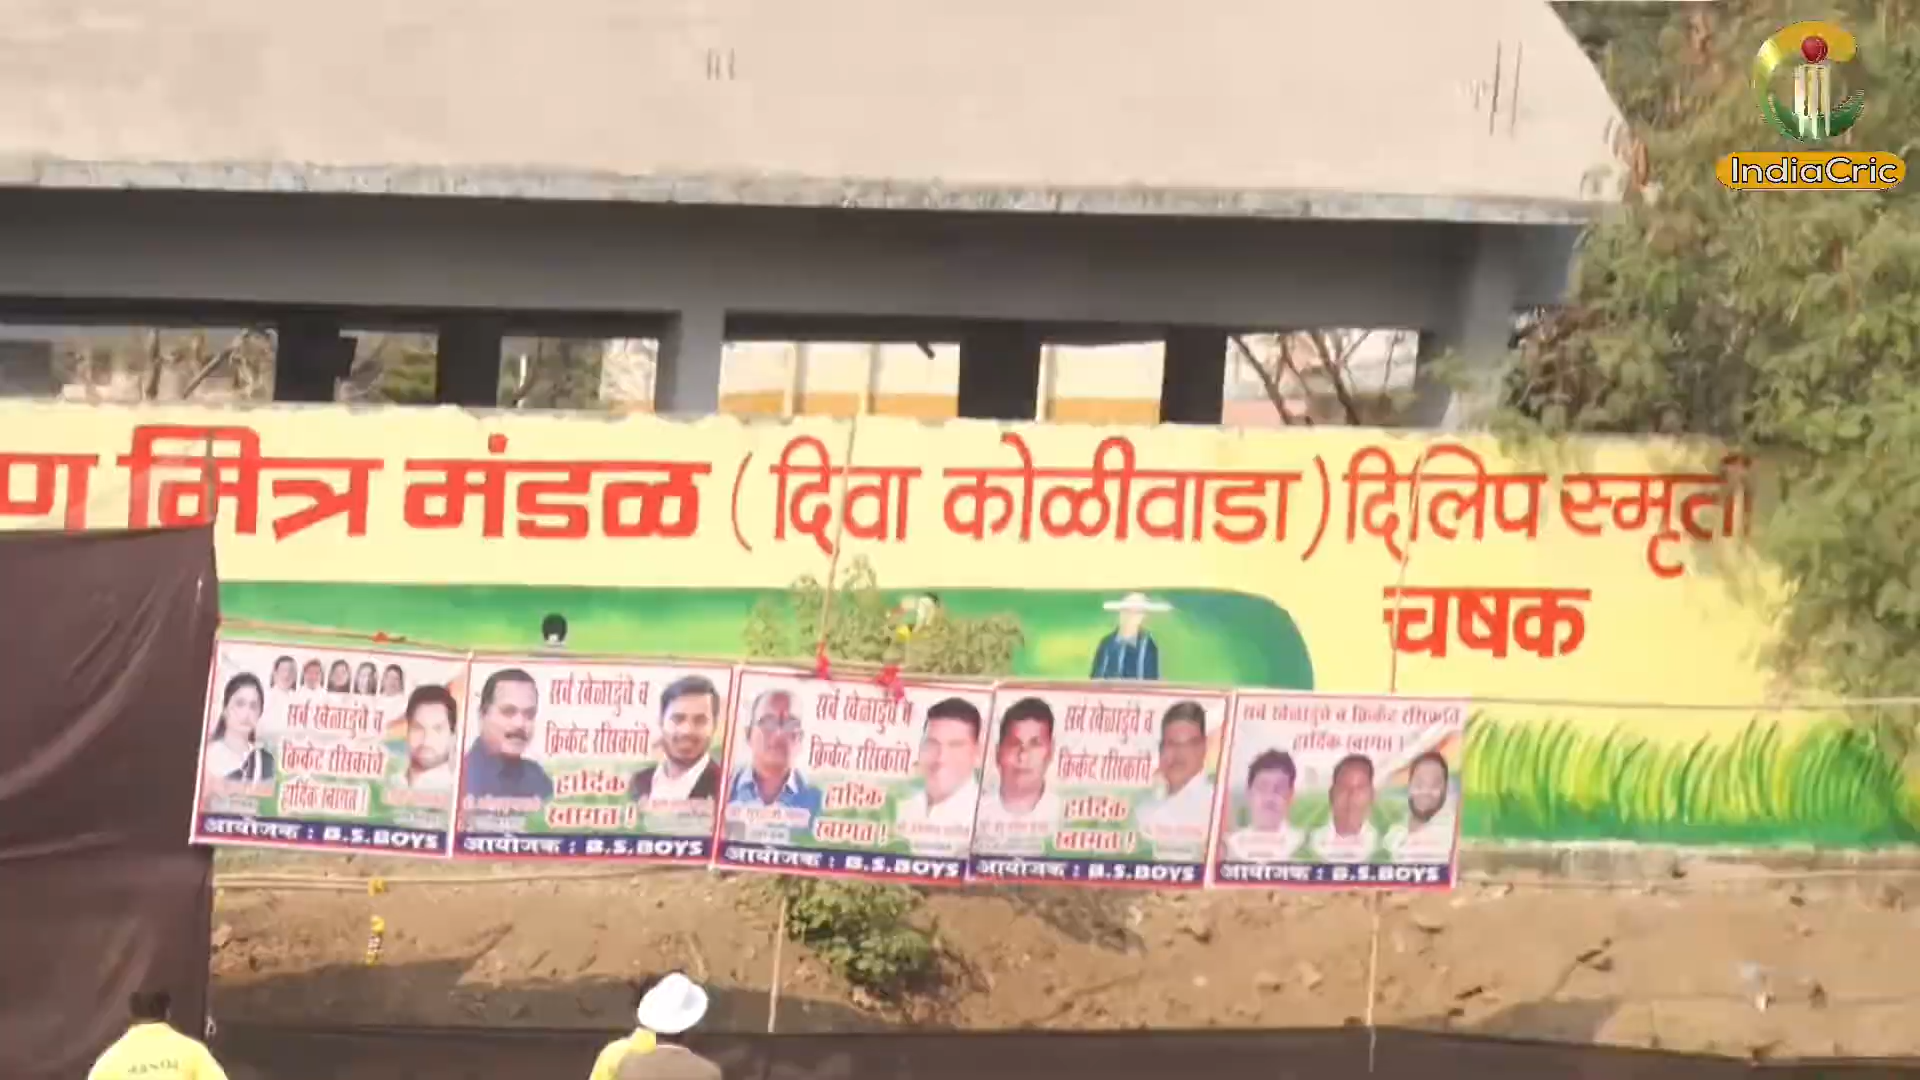 IndiaCric
ण मित्र मंडळ (दिवा कोळीवाडा) दिलिप स्मृती
चषक
सर्व खेळाडुंचे व
क्रिकेट रसिकांचे
हार्दिक स्वागत !
आयोजक : B.S.BOYS
सर्व खेळाडुंचे व
क्रिकेट रसिकांचे
हार्दिक
स्वागत !
आयोजक : B.S.BOYS
सर्व खेळाडुंचे व
क्रिकेट रसिकांचे
हार्दिक
स्वागत !
आयोजक : B.S.BOYS
सर्व खेळाडुंचे व
क्रिकेट रसिकांचे
हार्दिक
स्वागत !
आयोजक : B.S.BOYS
सर्व खेळाडुंचे व क्रिकेट रसिकांचे
हार्दिक स्वागत !
आयोजक : B.S.BOYS